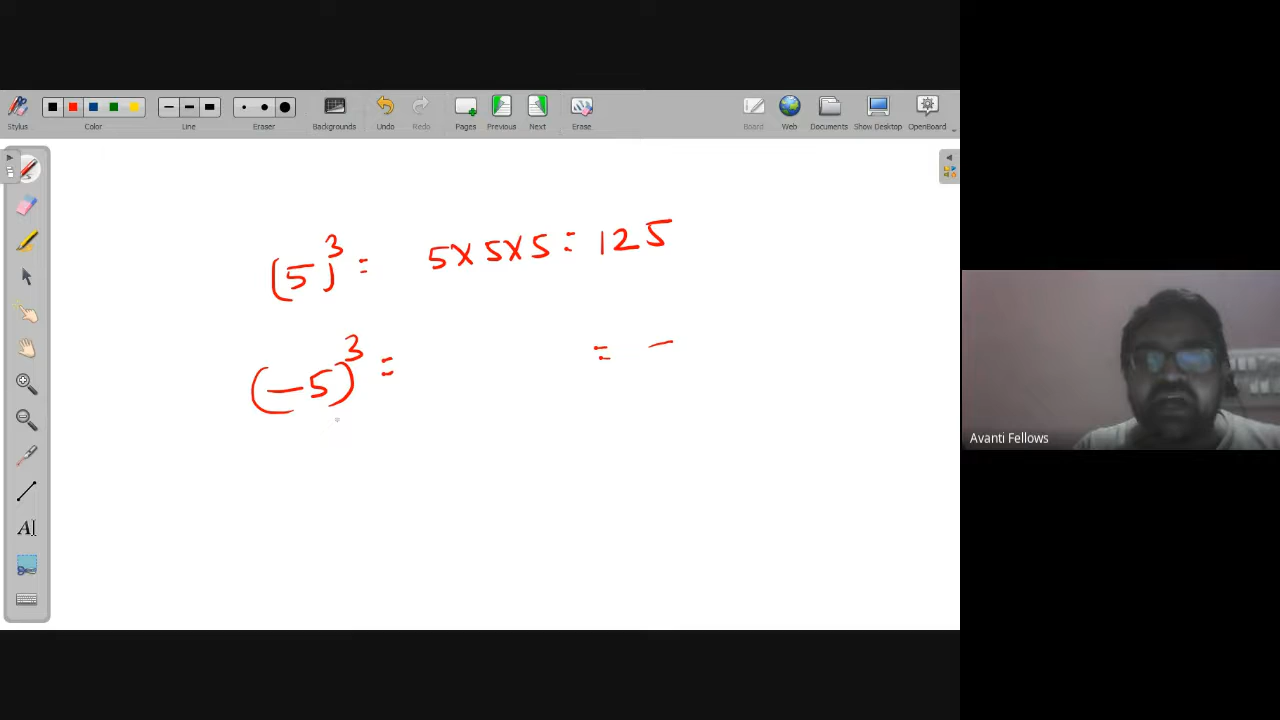 Stylus Color Line Eraser Backgrounds Undo Redo Pages Previous Next Erase Board Web Documents Show Desktop OpenBoard
(5)³ = 5×5×5 = 125
(-5)³ = = -
Avanti Fellows
A